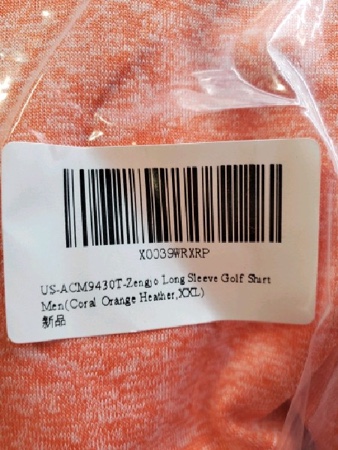 X0039WRXRP
US-ACM9430T-Zengjo Long Sleeve Golf Shirt
Men(Coral Orange Heather,XXL)
新品